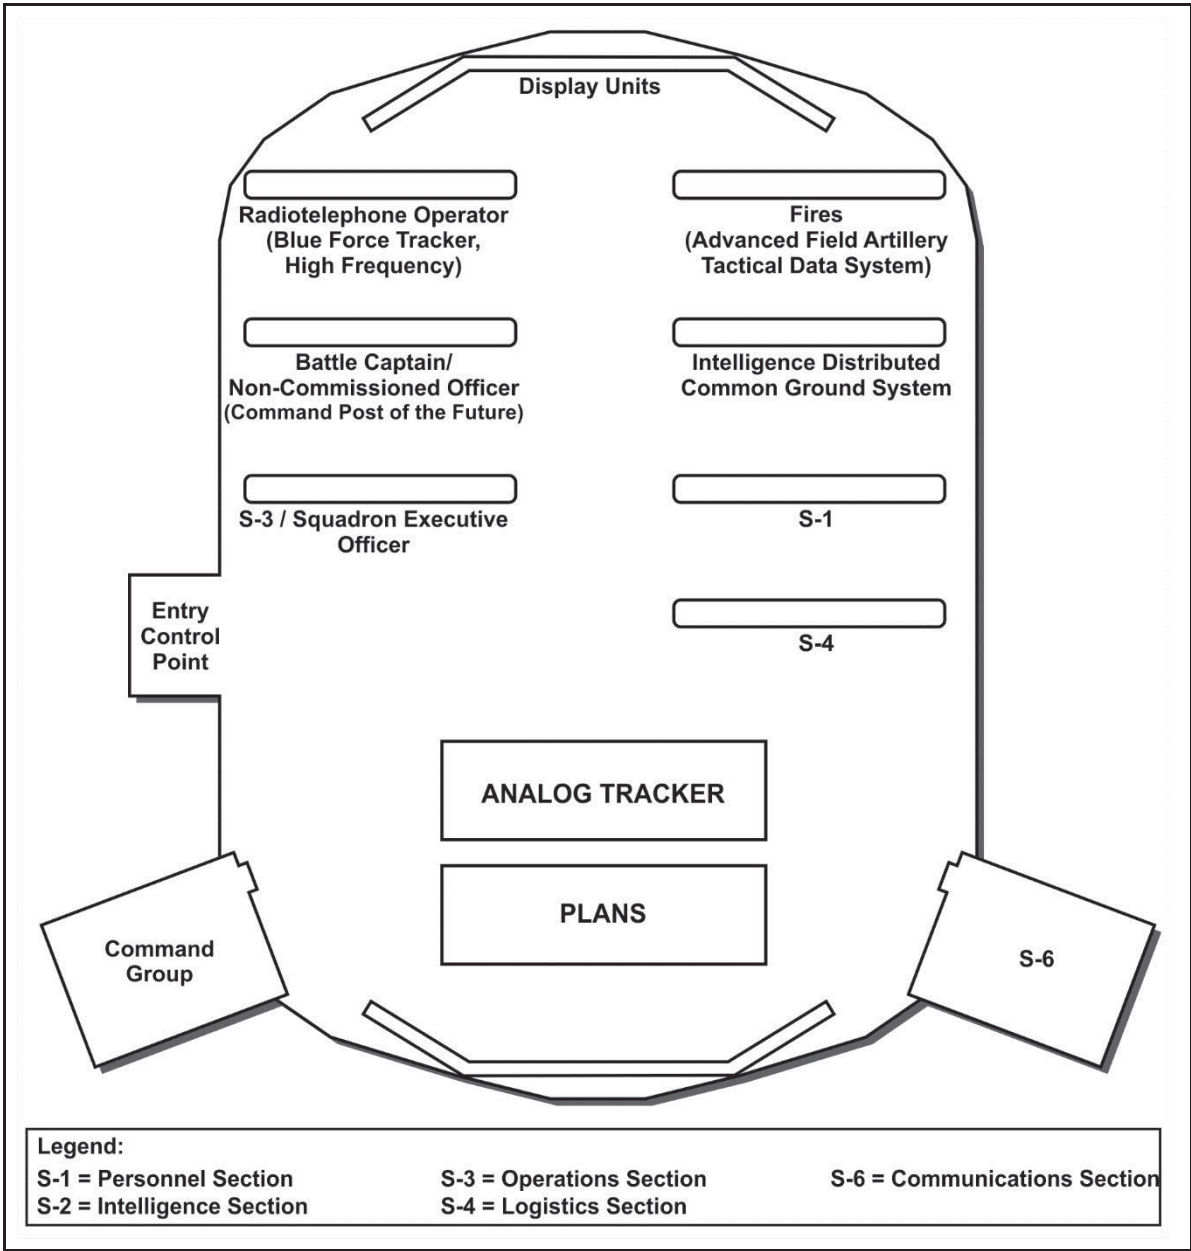 Display Units
Radiotelephone Operator
(Blue Force Tracker,
High Frequency)
Fires
(Advanced Field Artillery
Tactical Data System)
Battle Captain/
Non-Commissioned Officer
(Command Post of the Future)
Intelligence Distributed
Common Ground System
S-3 / Squadron Executive
Officer
S-1
Entry
Control
Point
S-4
ANALOG TRACKER
PLANS
Command
Group
S-6
Legend:
S-1 = Personnel Section
S-3 = Operations Section
S-6 = Communications Section
S-2 = Intelligence Section
S-4 = Logistics Section